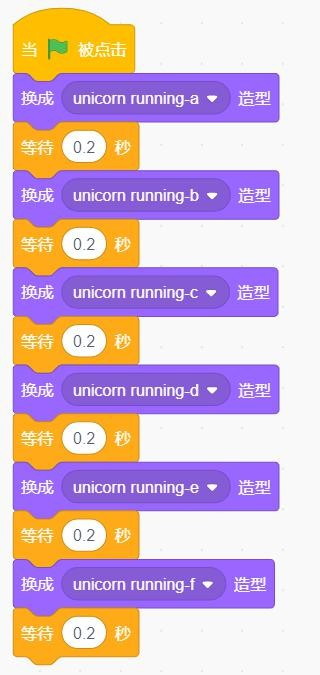 当 被点击
换成 unicorn running-a 造型
等待 0.2 秒
换成 unicorn running-b 造型
等待 0.2 秒
换成 unicorn running-c 造型
等待 0.2 秒
换成 unicorn running-d 造型
等待 0.2 秒
换成 unicorn running-e 造型
等待 0.2 秒
换成 unicorn running-f 造型
等待 0.2 秒